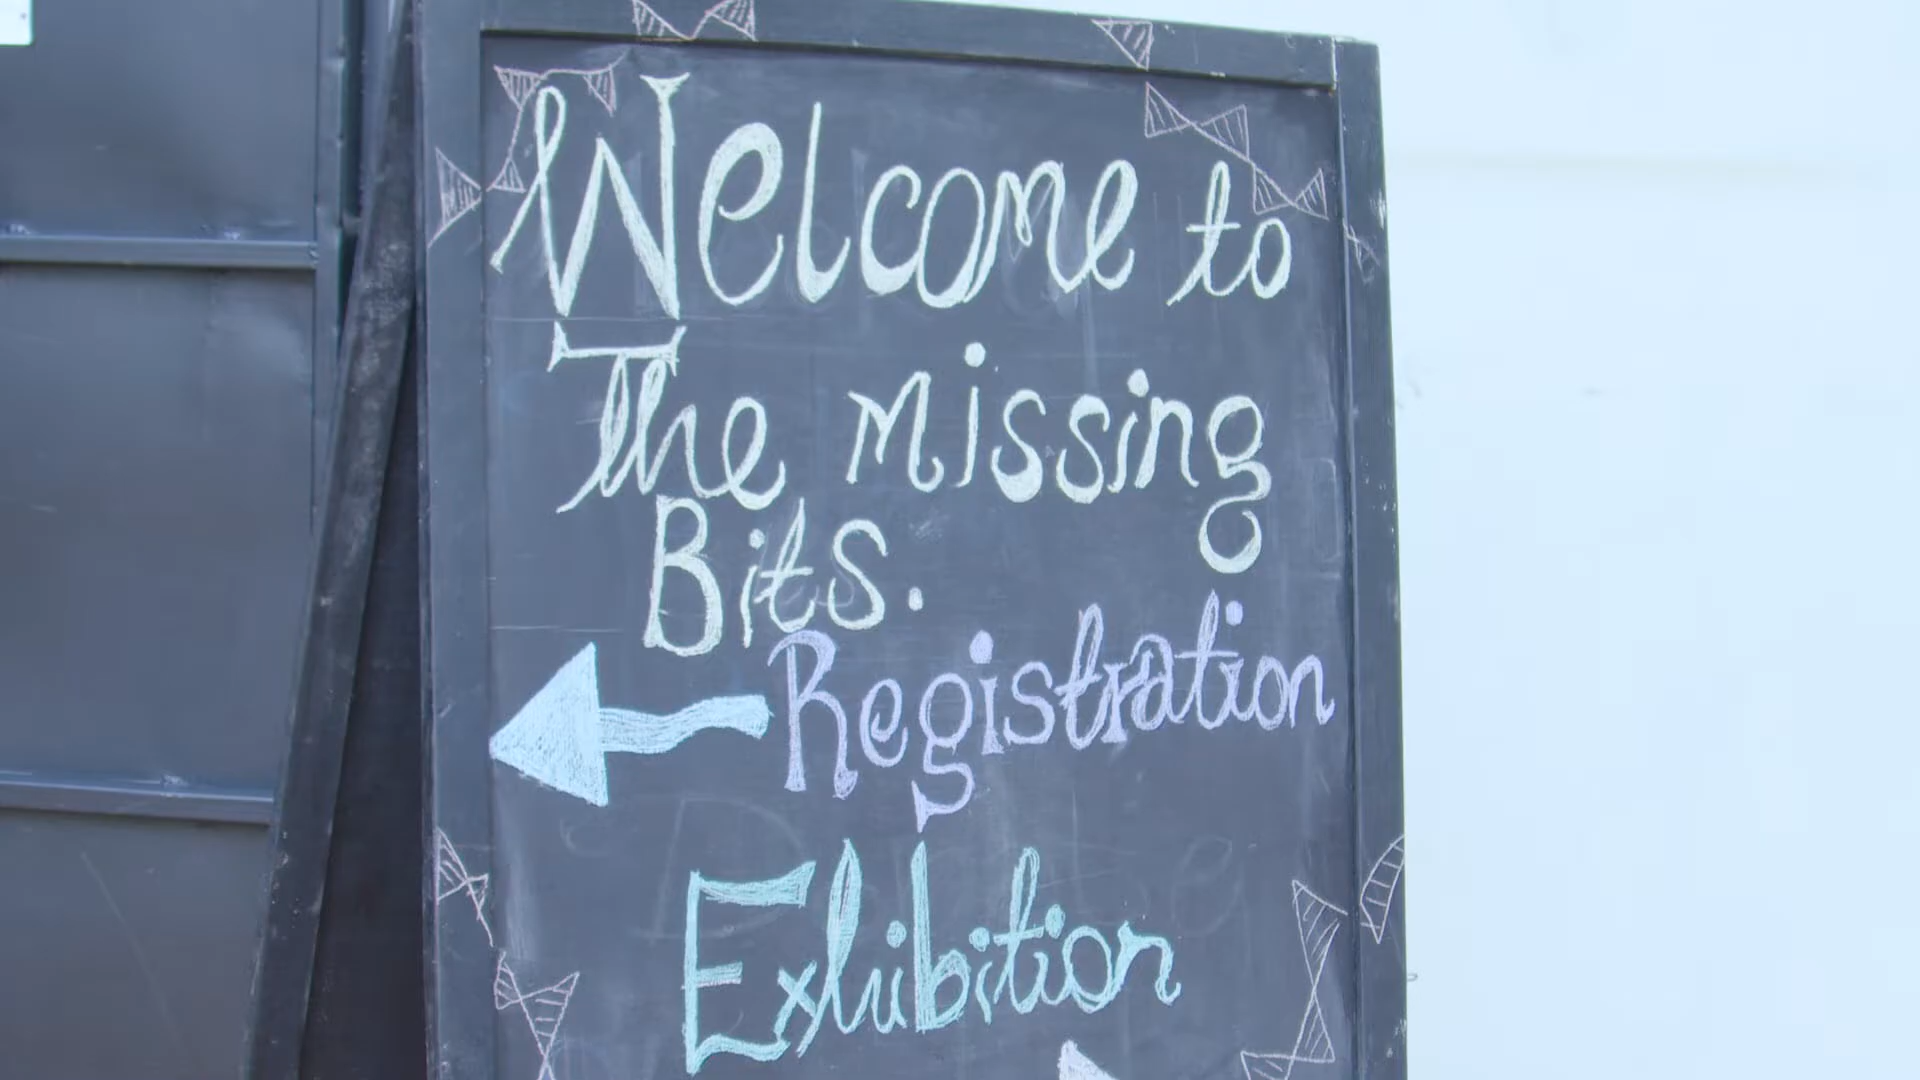 Welcome to
The missing
Bits.
Registration
Exhibition